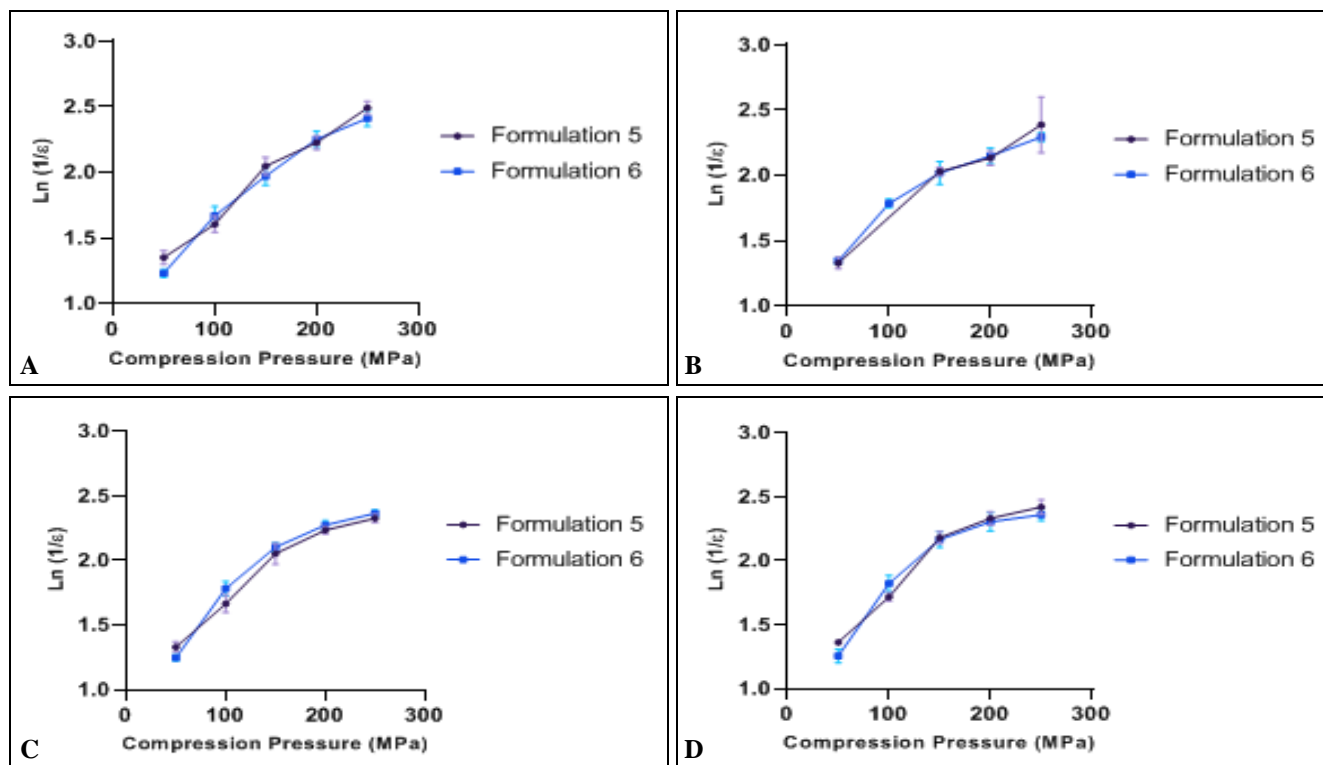 3.0
2.5
2.0
1.5
1.0
Ln (1/ε)
0 100 200 300
Compression Pressure (MPa)
Formulation 5
Formulation 6
A
3.0
2.5
2.0
1.5
1.0
Ln (1/ε)
0 100 200 300
Compression Pressure (MPa)
Formulation 5
Formulation 6
B
3.0
2.5
2.0
1.5
1.0
Ln (1/ε)
0 100 200 300
Compression Pressure (MPa)
Formulation 5
Formulation 6
C
3.0
2.5
2.0
1.5
1.0
Ln (1/ε)
0 100 200 300
Compression Pressure (MPa)
Formulation 5
Formulation 6
D